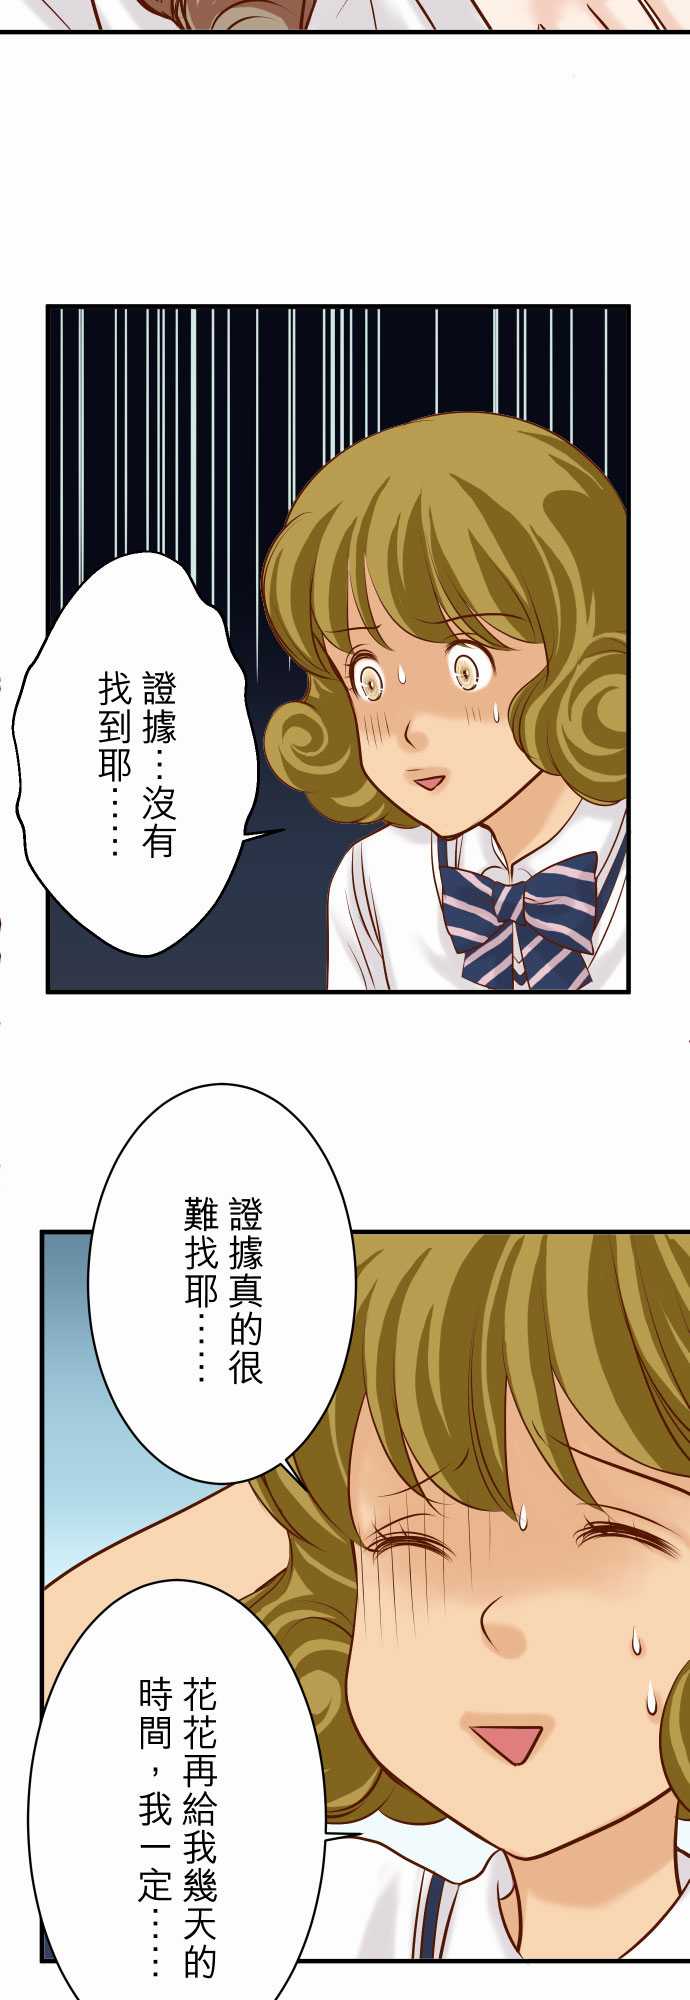 證據…沒有
找到耶……
證據真的很
難找耶……
花花再給我幾天的
時間，我一定……